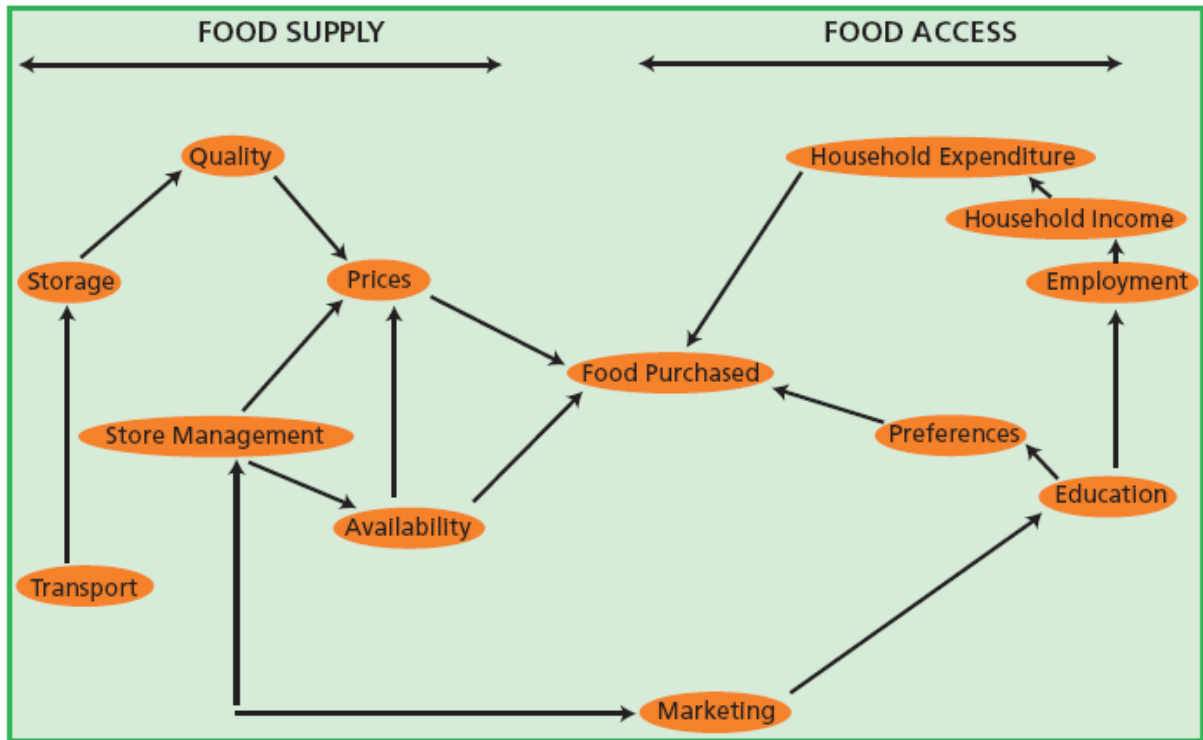 FOOD SUPPLY
FOOD ACCESS
Quality
Household Expenditure
Household Income
Storage
Prices
Employment
Food Purchased
Store Management
Preferences
Availability
Education
Transport
Marketing